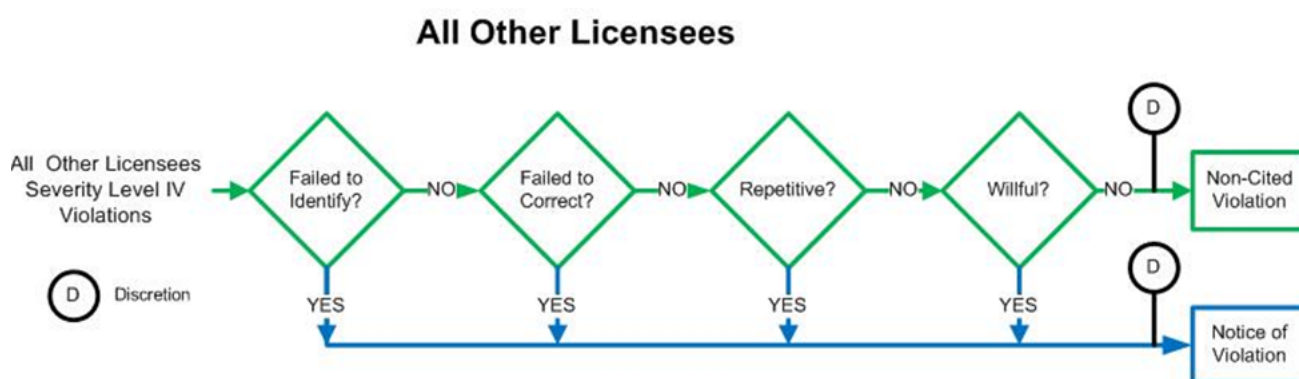 All Other Licensees
All Other Licensees
Severity Level IV
Violations
Failed to
Identify?
NO
Failed to
Correct?
NO
Repetitive?
NO
Willful?
NO
D
Non-Cited
Violation
D
Discretion
YES
YES
YES
YES
D
Notice of
Violation